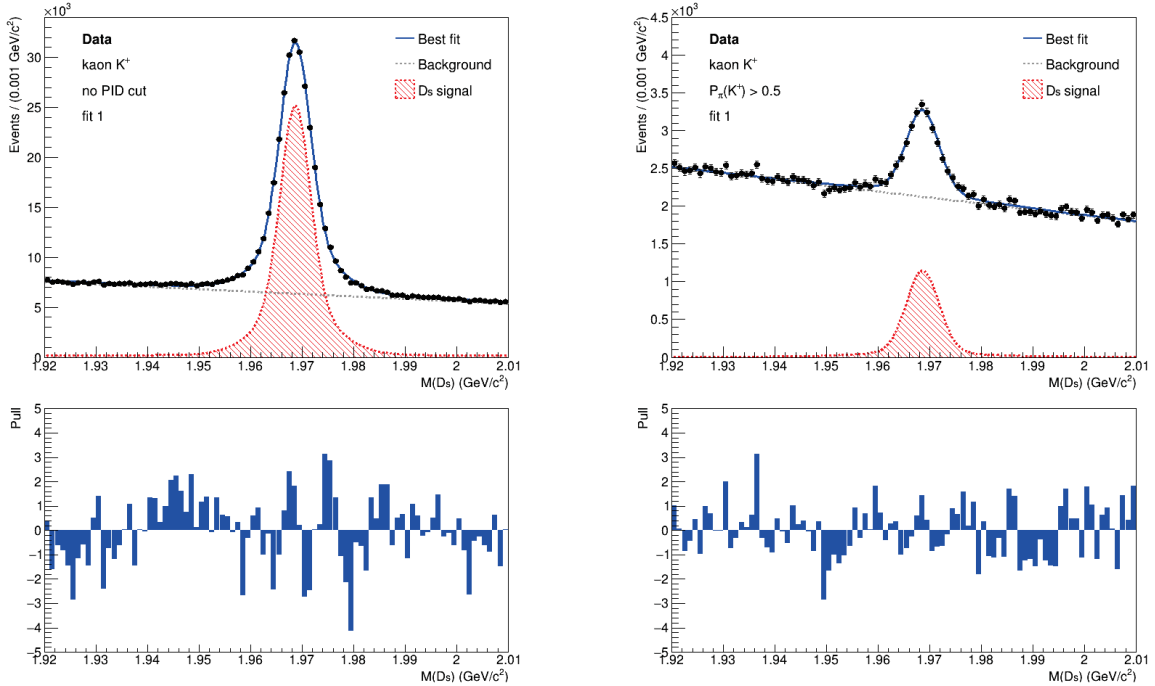 ×10³
Events / (0.001 GeV/c²)
30
25
20
15
10
5
0
Data
kaon K⁺
no PID cut
fit 1
Best fit
Background
Dₛ signal
1.92 1.93 1.94 1.95 1.96 1.97 1.98 1.99 2 2.01
M(Dₛ) (GeV/c²)
×10³
Events / (0.001 GeV/c²)
4.5
4
3.5
3
2.5
2
1.5
1
0.5
0
Data
kaon K⁺
P_π(K⁺) > 0.5
fit 1
Best fit
Background
Dₛ signal
1.92 1.93 1.94 1.95 1.96 1.97 1.98 1.99 2 2.01
M(Dₛ) (GeV/c²)
Pull
5
4
3
2
1
0
−1
−2
−3
−4
−5
1.92 1.93 1.94 1.95 1.96 1.97 1.98 1.99 2 2.01
M(Dₛ) (GeV/c²)
Pull
5
4
3
2
1
0
−1
−2
−3
−4
−5
1.92 1.93 1.94 1.95 1.96 1.97 1.98 1.99 2 2.01
M(Dₛ) (GeV/c²)